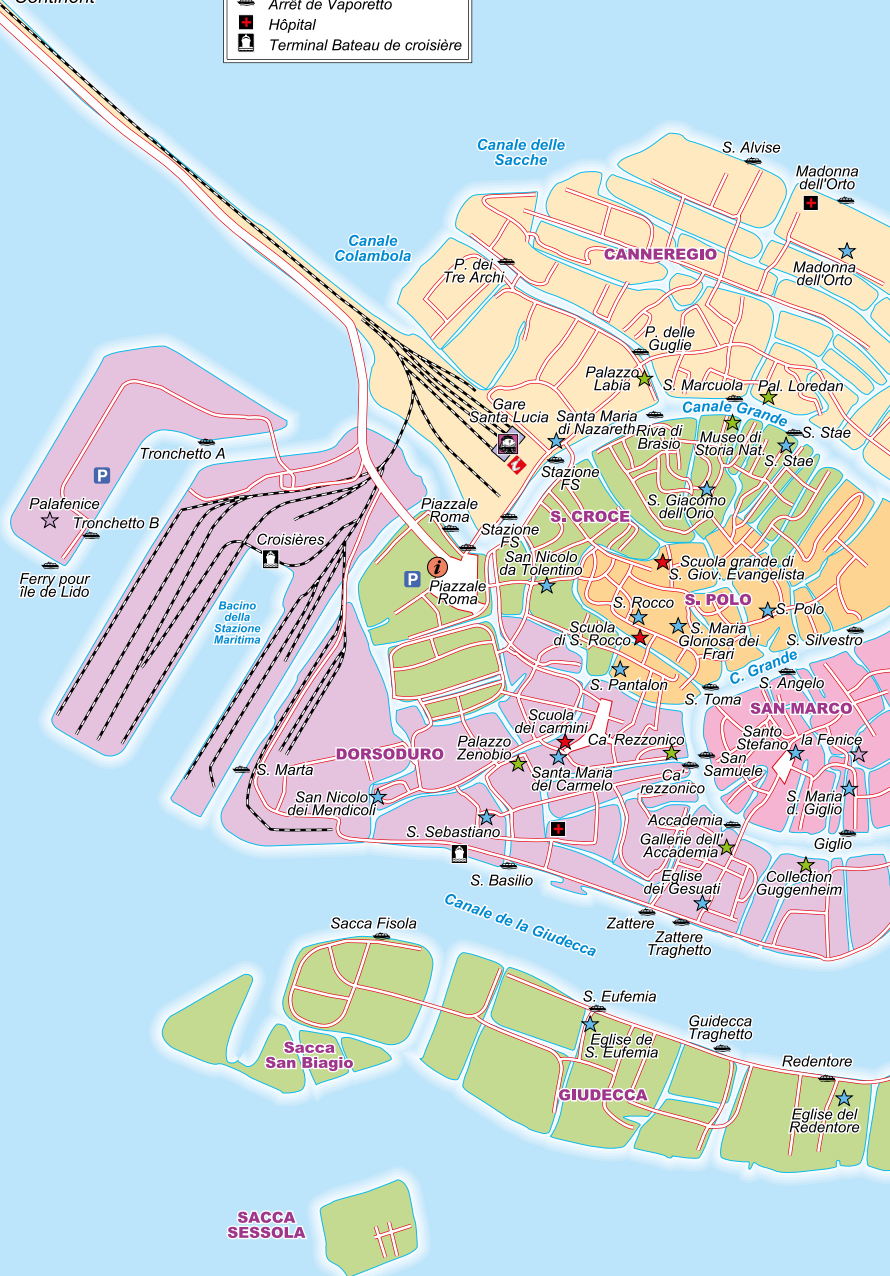 Continent
Arrêt de Vaporetto
Hôpital
Terminal Bateau de croisière
Canale delle
Sacche
S. Alvise
Madonna
dell'Orto
Canale
Colambola
CANNEREGIO
P. dei
Tre Archi
Madonna
dell'Orto
P. delle
Guglie
Palazzo
Labia
S. Marcuola
Pal. Loredan
Gare
Santa Lucia
Santa Maria
di Nazareth
Canale Grande
Riva di
Brasio
Museo di
Storia Nat.
S. Stae
S. Stae
Tronchetto A
P
Stazione
FS
Palafenice
Tronchetto B
Piazzale
Roma
Stazione
FS
S. CROCE
S. Giacomo
dell'Orio
Croisières
San Nicolo
da Tolentino
Scuola grande di
S. Giov. Evangelista
Ferry pour
île de Lido
P
i
i
Piazzale
Roma
S. POLO
Bacino
della
Stazione
Maritima
S. Rocco
S. Polo
Scuola
di S. Rocco
S. Maria
Gloriosa dei
Frari
S. Silvestro
C. Grande
S. Pantalon
S. Toma
S. Angelo
SAN MARCO
Scuola
dei carmini
Ca' Rezzonico
Santo
Stefano
la Fenice
DORSODURO
Palazzo
Zenobio
San
Samuele
S. Marta
Santa Maria
del Carmelo
Ca'
rezzonico
San Nicolo
dei Mendicoli
S. Maria
d. Giglio
S. Sebastiano
Accademia
Gallerie dell'
Accademia
Giglio
S. Basilio
Eglise
dei Gesuati
Collection
Guggenheim
Canale de la Giudecca
Zattere
Zattere
Traghetto
Sacca Fisola
S. Eufemia
Eglise de
S. Eufemia
Guidecca
Traghetto
Sacca
San Biagio
Redentore
GIUDECCA
Eglise del
Redentore
SACCA
SESSOLA